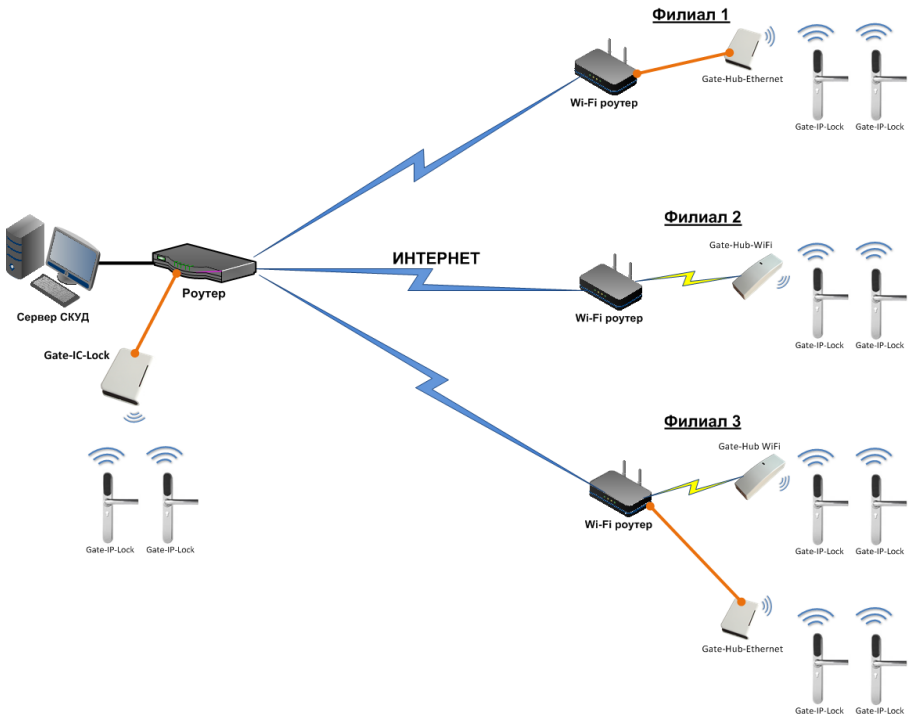 Филиал 1
Gate-Hub-Ethernet
Wi-Fi роутер
Gate-IP-Lock
Gate-IP-Lock
Филиал 2
Gate-Hub-WiFi
ИНТЕРНЕТ
Роутер
Сервер СКУД
Wi-Fi роутер
Gate-IP-Lock
Gate-IP-Lock
Gate-IC-Lock
Gate-IP-Lock
Gate-IP-Lock
Филиал 3
Gate-Hub WiFi
Wi-Fi роутер
Gate-IP-Lock
Gate-IP-Lock
Gate-Hub-Ethernet
Gate-IP-Lock
Gate-IP-Lock